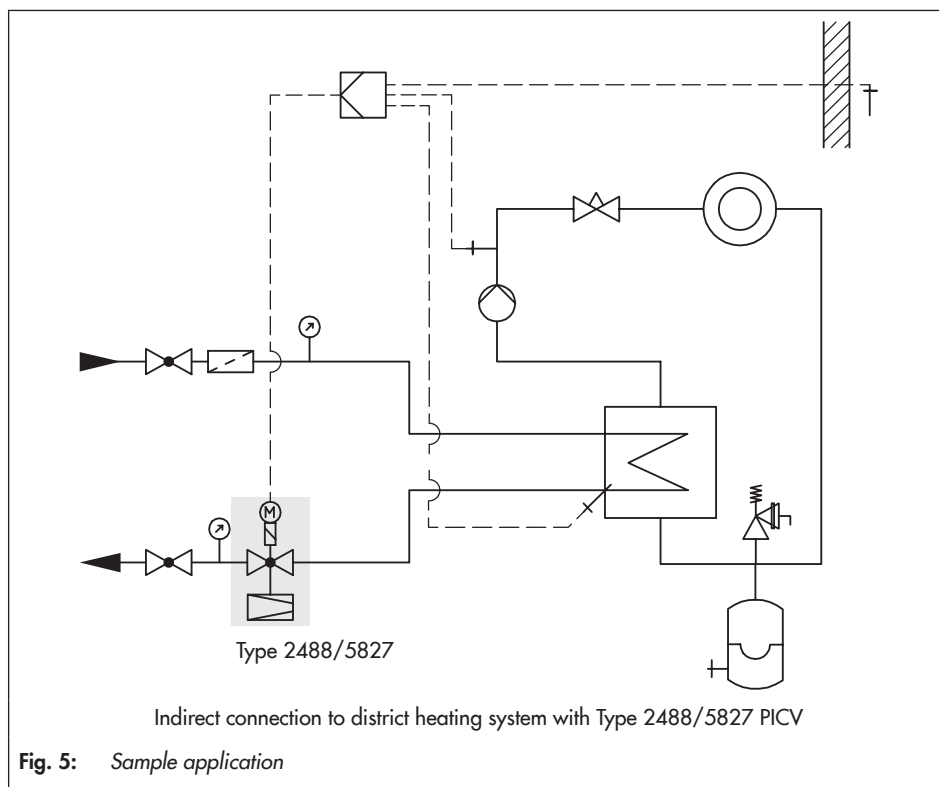 M
Type 2488/5827
Indirect connection to district heating system with Type 2488/5827 PICV
Fig. 5: Sample application